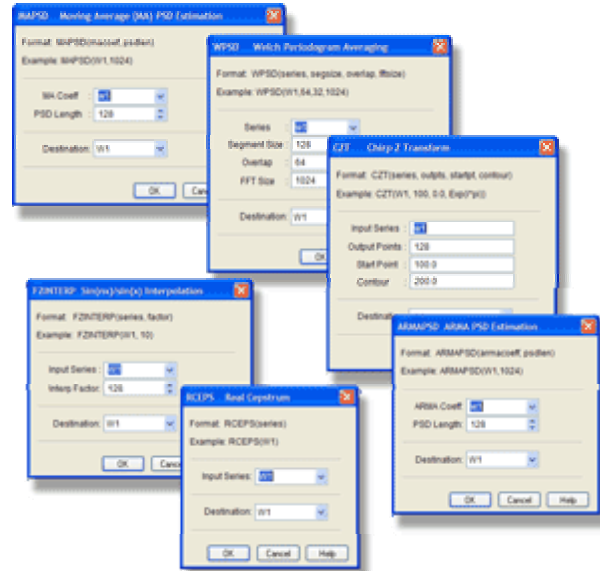 MAPSD Moving Average (MA) PSD Estimation
Format: MAPSD(macoef, psdlen)
Example: MAPSD(W1,1024)
MA Coeff : w1
PSD Length : 128
Destination: W1
OK
WPSD Welch Periodogram Averaging
Format: WPSD(series, segsize, overlap, fftsize)
Example: WPSD(W1,64,32,1024)
Series : w1
Segment Size : 128
Overlap : 64
FFT Size : 1024
Destination: W1
CZT Chirp Z Transform
Format: CZT(series, outpts, startpt, contour)
Example: CZT(W1, 100, 0.0, Exp(i*pi))
Input Series : w1
Output Points : 128
Start Point : 100.0
Contour : 200.0
FZINTERP Sin(nx)/sin(x) Interpolation
Format: FZINTERP(series, factor)
Example: FZINTERP(W1, 10)
Input Series : W1
Interp Factor: 128
Destination: W1
OK
ARMAPSD ARMA PSD Estimation
Format: ARMAPSD(armacoeff, psdlen)
Example: ARMAPSD(W1,1024)
ARMA Coeff: w1
PSD Length: 128
Destination: W1
OK Cancel Help
RCEPS Real Cepstrum
Format: RCEPS(series)
Example: RCEPS(W1)
Input Series: W1
Destination: W1
OK Cancel Help